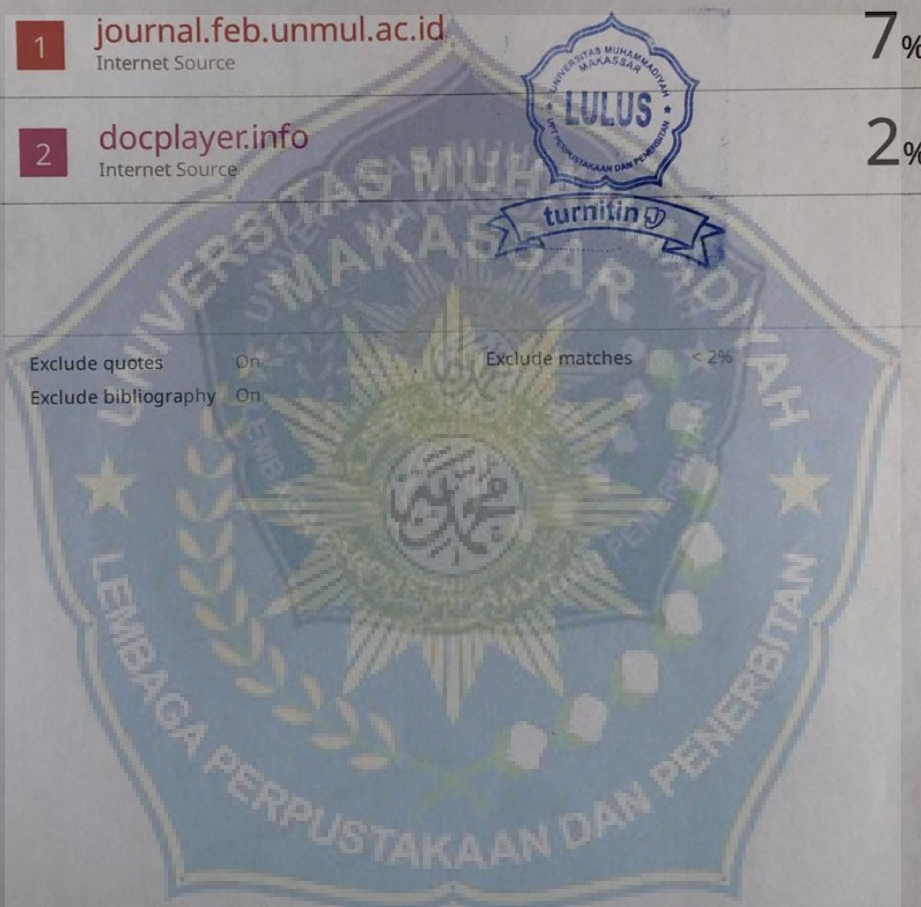 1 journal.feb.unmul.ac.id 7%
Internet Source
UNIVERSITAS MUHAMMADIYAH
MAKASSAR
LULUS
UPT PERPUSTAKAAN DAN PENERBITAN
turnitin
2 docplayer.info 2%
Internet Source
Exclude quotes On
Exclude matches < 2%
Exclude bibliography On
UNIVERSITAS MUHAMMADIYAH
MAKASSAR
محمدية
LEMBAGA PERPUSTAKAAN DAN PENERBITAN